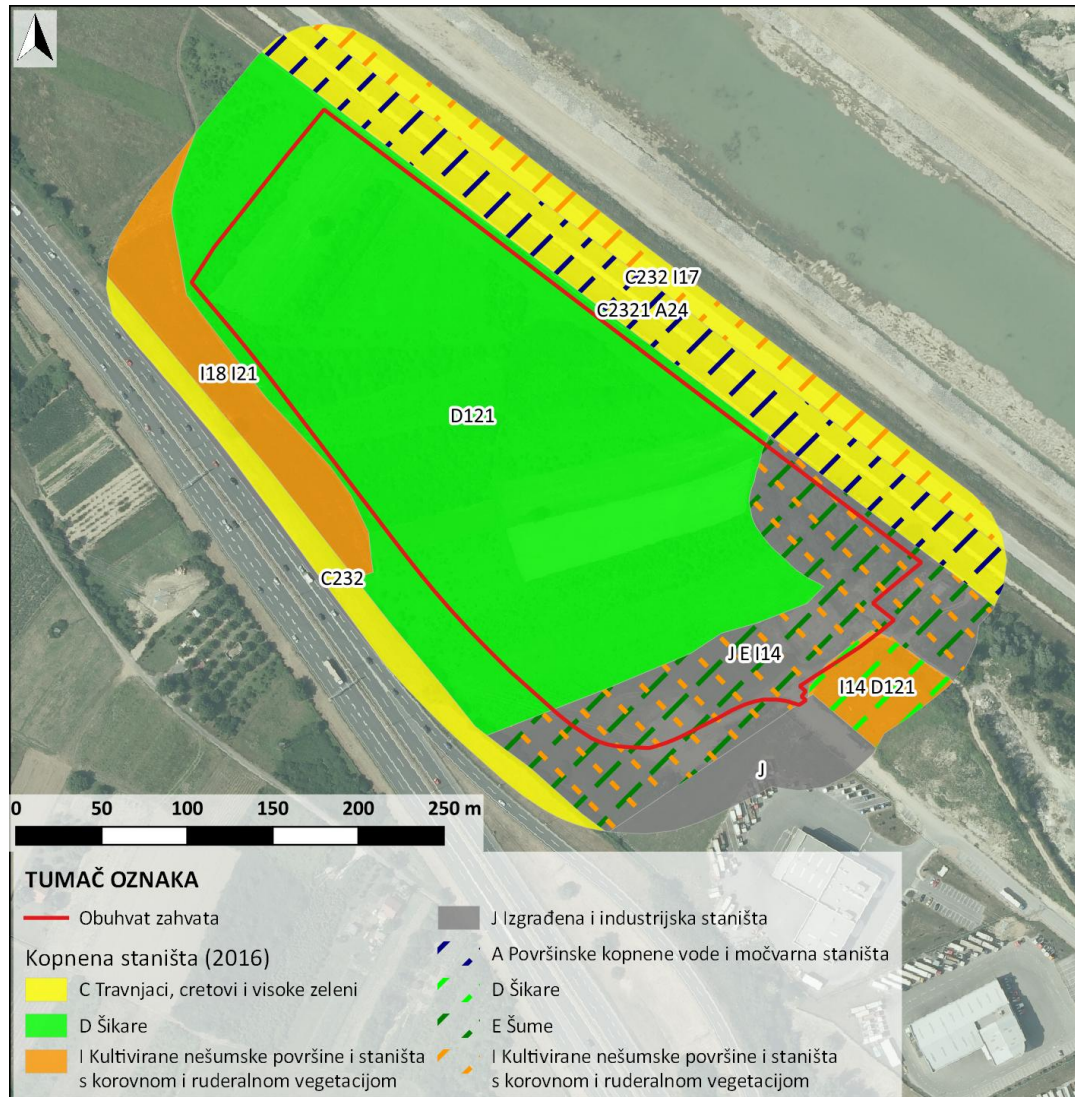 C232 I17
C2321 A24
I18 I21
D121
C232
J E I14
I14 D121
J
0 50 100 150 200 250 m
TUMAČ OZNAKA
Obuhvat zahvata
Kopnena staništa (2016)
C Travnjaci, cretovi i visoke zeleni
D Šikare
I Kultivirane nešumske površine i staništa
s korovnom i ruderalnom vegetacijom
J Izgrađena i industrijska staništa
A Površinske kopnene vode i močvarna staništa
D Šikare
E Šume
I Kultivirane nešumske površine i staništa
s korovnom i ruderalnom vegetacijom